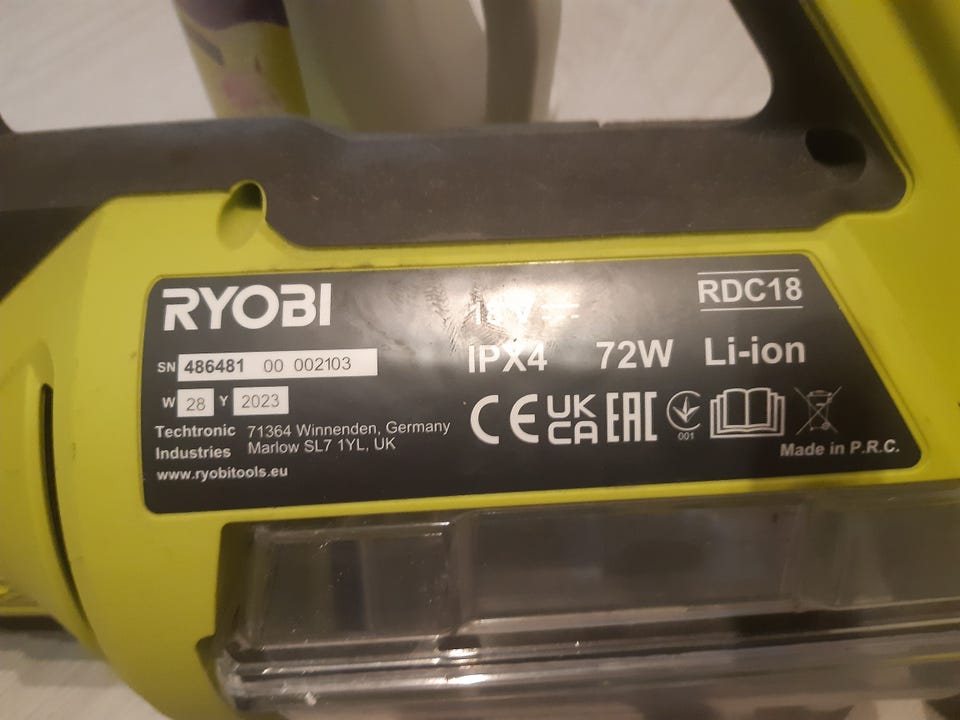 RYOBI
RDC18
18V
SN 486481 00 002103
IPX4 72W Li-ion
W 28 Y 2023
Techtronic Industries
71364 Winnenden, Germany
Marlow SL7 1YL, UK
www.ryobitools.eu
CE UK CA EAC
001
Made in P.R.C.